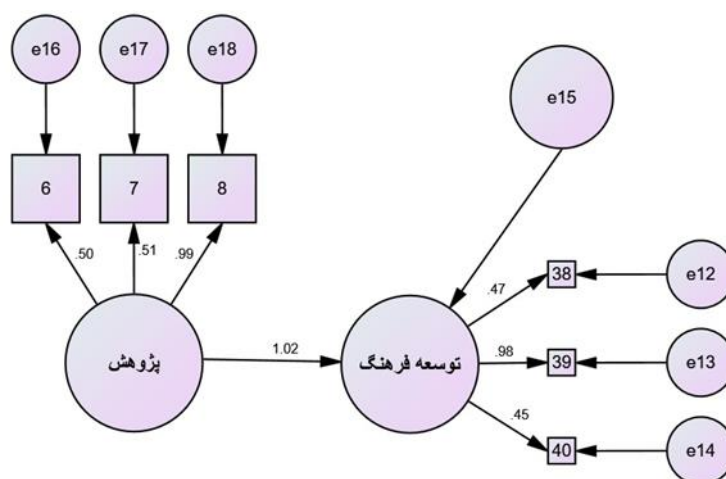 e16 e17 e18
e15
6 7 8
.50 .51 .99
38 e12
.47
1.02
پژوهش
توسعه فرهنگ
.98 39 e13
.45
40 e14